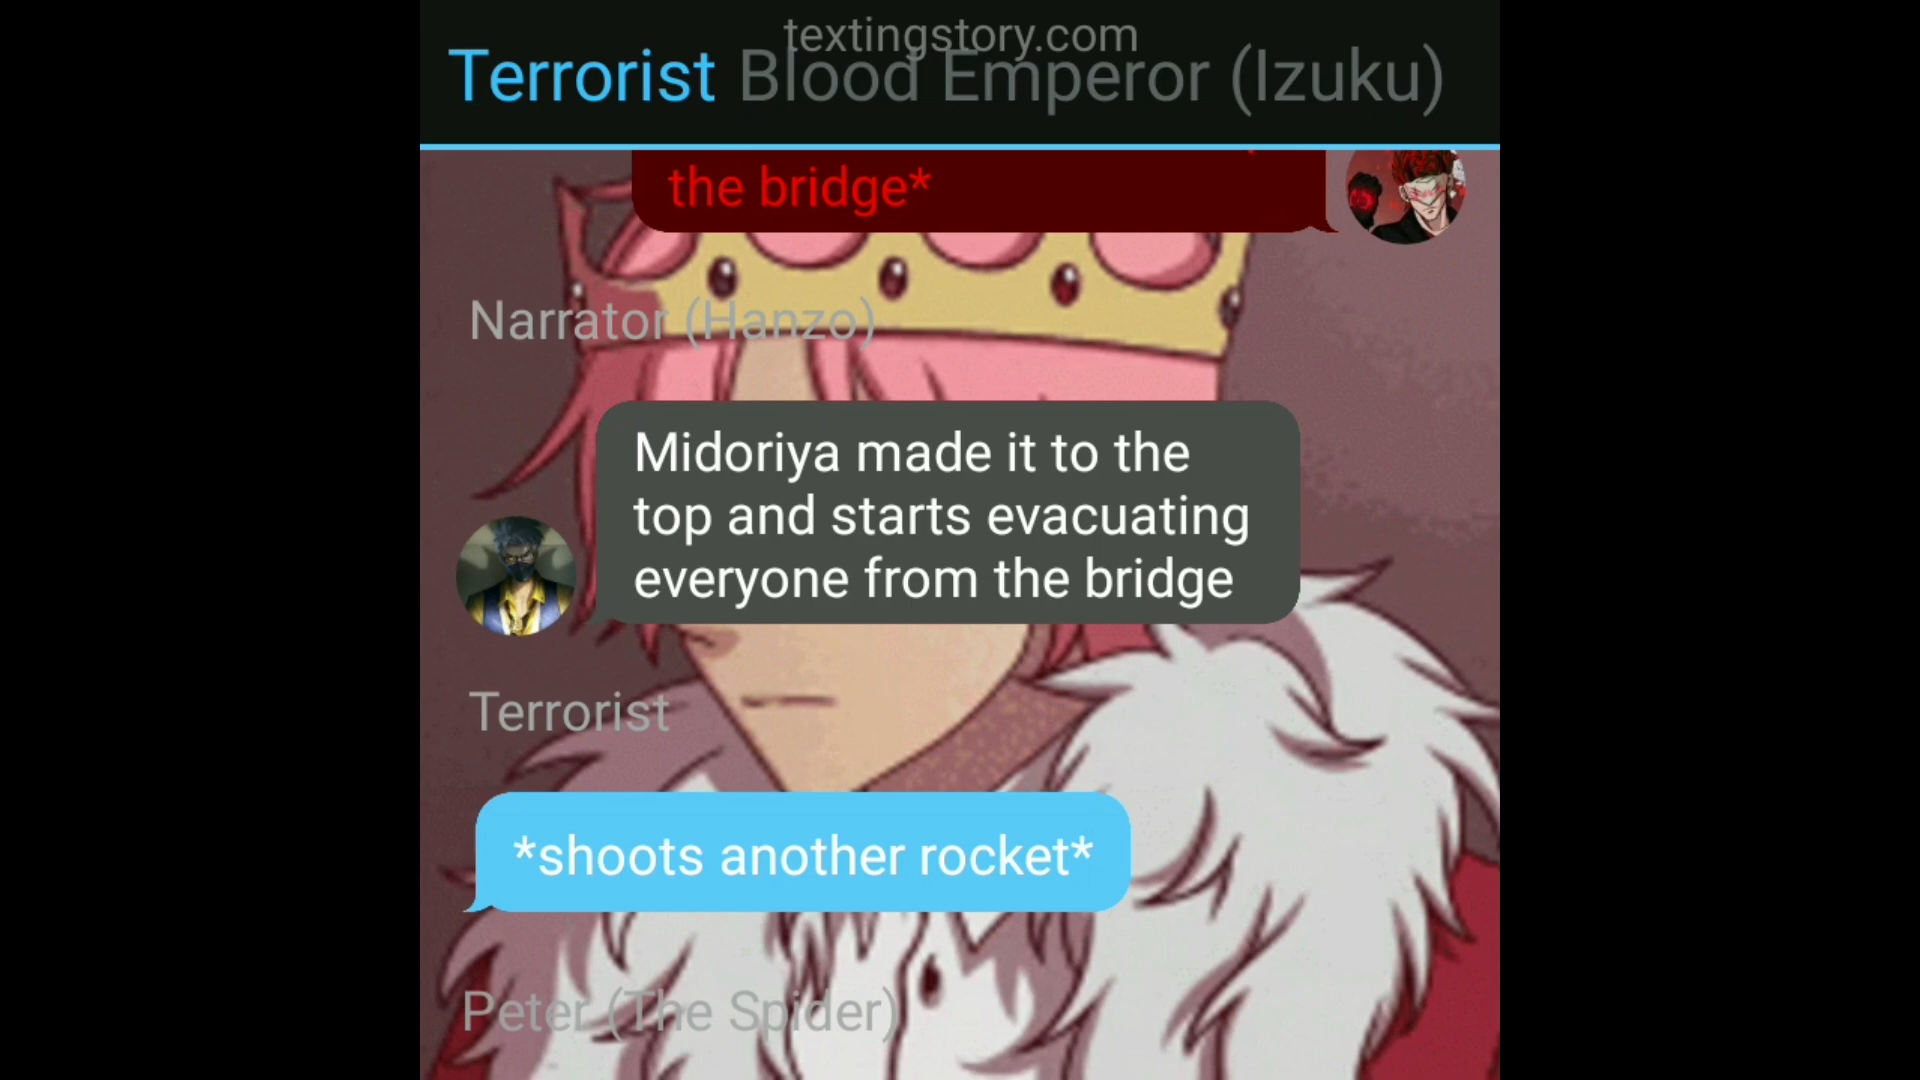 textingstory.com
Terrorist Blood Emperor (Izuku)
the bridge*
Narrator (Hanzo)
Midoriya made it to the
top and starts evacuating
everyone from the bridge
Terrorist
*shoots another rocket*
Peter (The Spider)